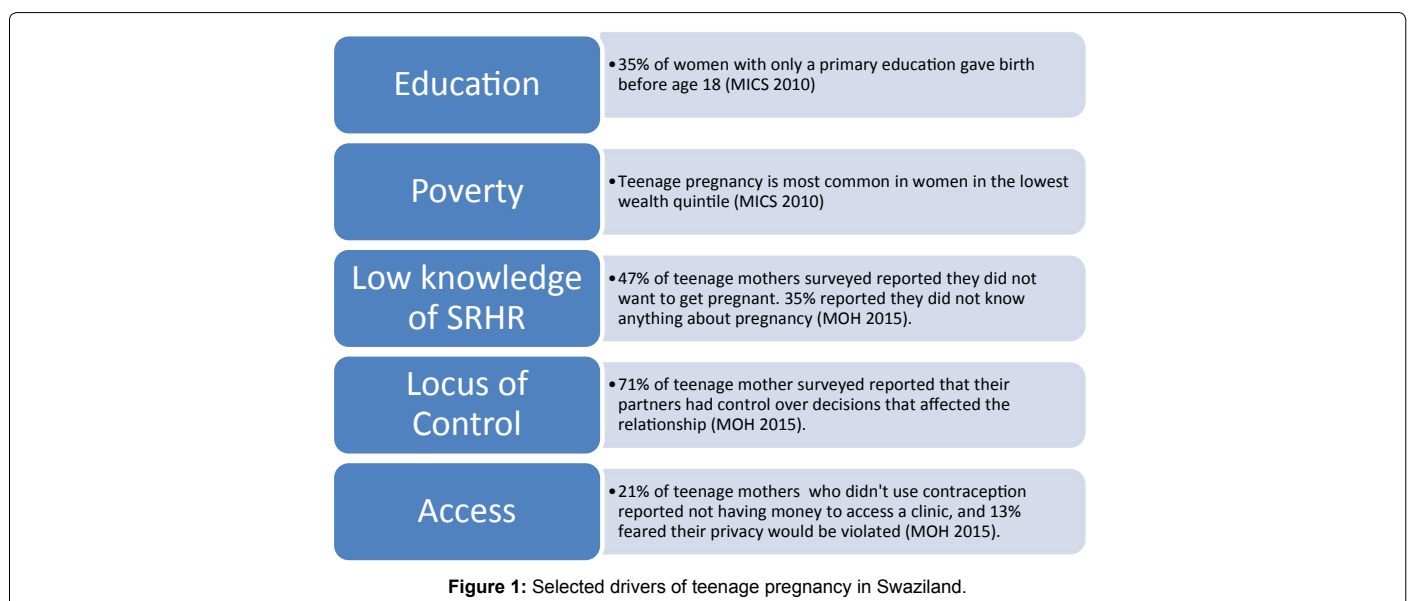 Education
•35% of women with only a primary education gave birth
before age 18 (MICS 2010)
Poverty
•Teenage pregnancy is most common in women in the lowest
wealth quintile (MICS 2010)
Low knowledge
of SRHR
•47% of teenage mothers surveyed reported they did not
want to get pregnant. 35% reported they did not know
anything about pregnancy (MOH 2015).
Locus of
Control
•71% of teenage mother surveyed reported that their
partners had control over decisions that affected the
relationship (MOH 2015).
Access
•21% of teenage mothers  who didn't use contraception
reported not having money to access a clinic, and 13%
feared their privacy would be violated (MOH 2015).
Figure 1: Selected drivers of teenage pregnancy in Swaziland.